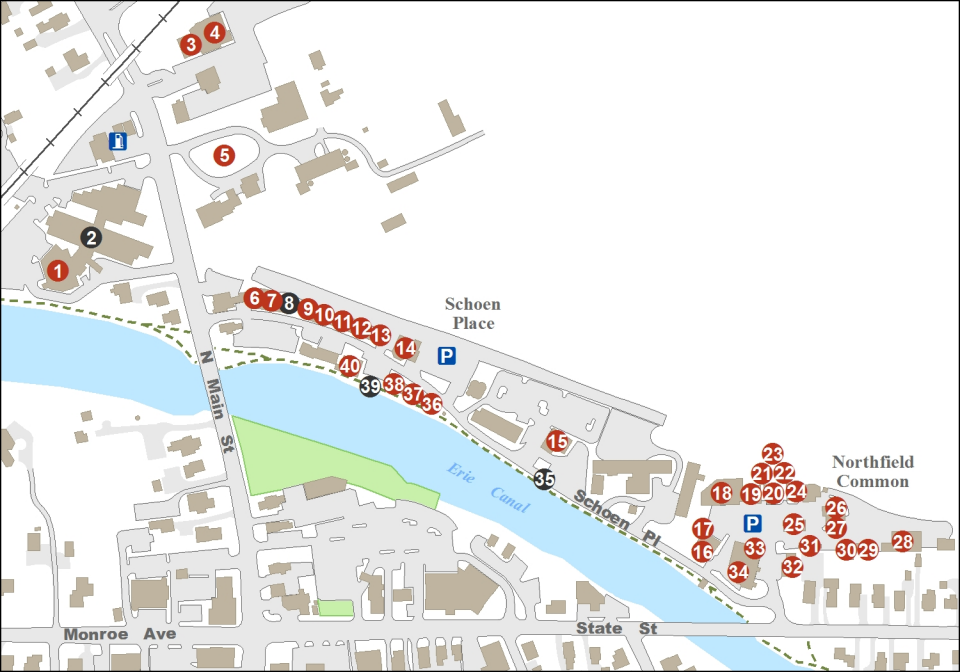 3 4
5
2
1
6 7 8 9 10 11 12 13 14
P
Schoen
Place
40 39 38 37 36
N Main St
15
35
Erie Canal
Schoen Pl
Northfield
Common
23
21 22
18 19 20 24
26
17 P 25 27
16 33 31 30 29 28
34 32
Monroe Ave
State St